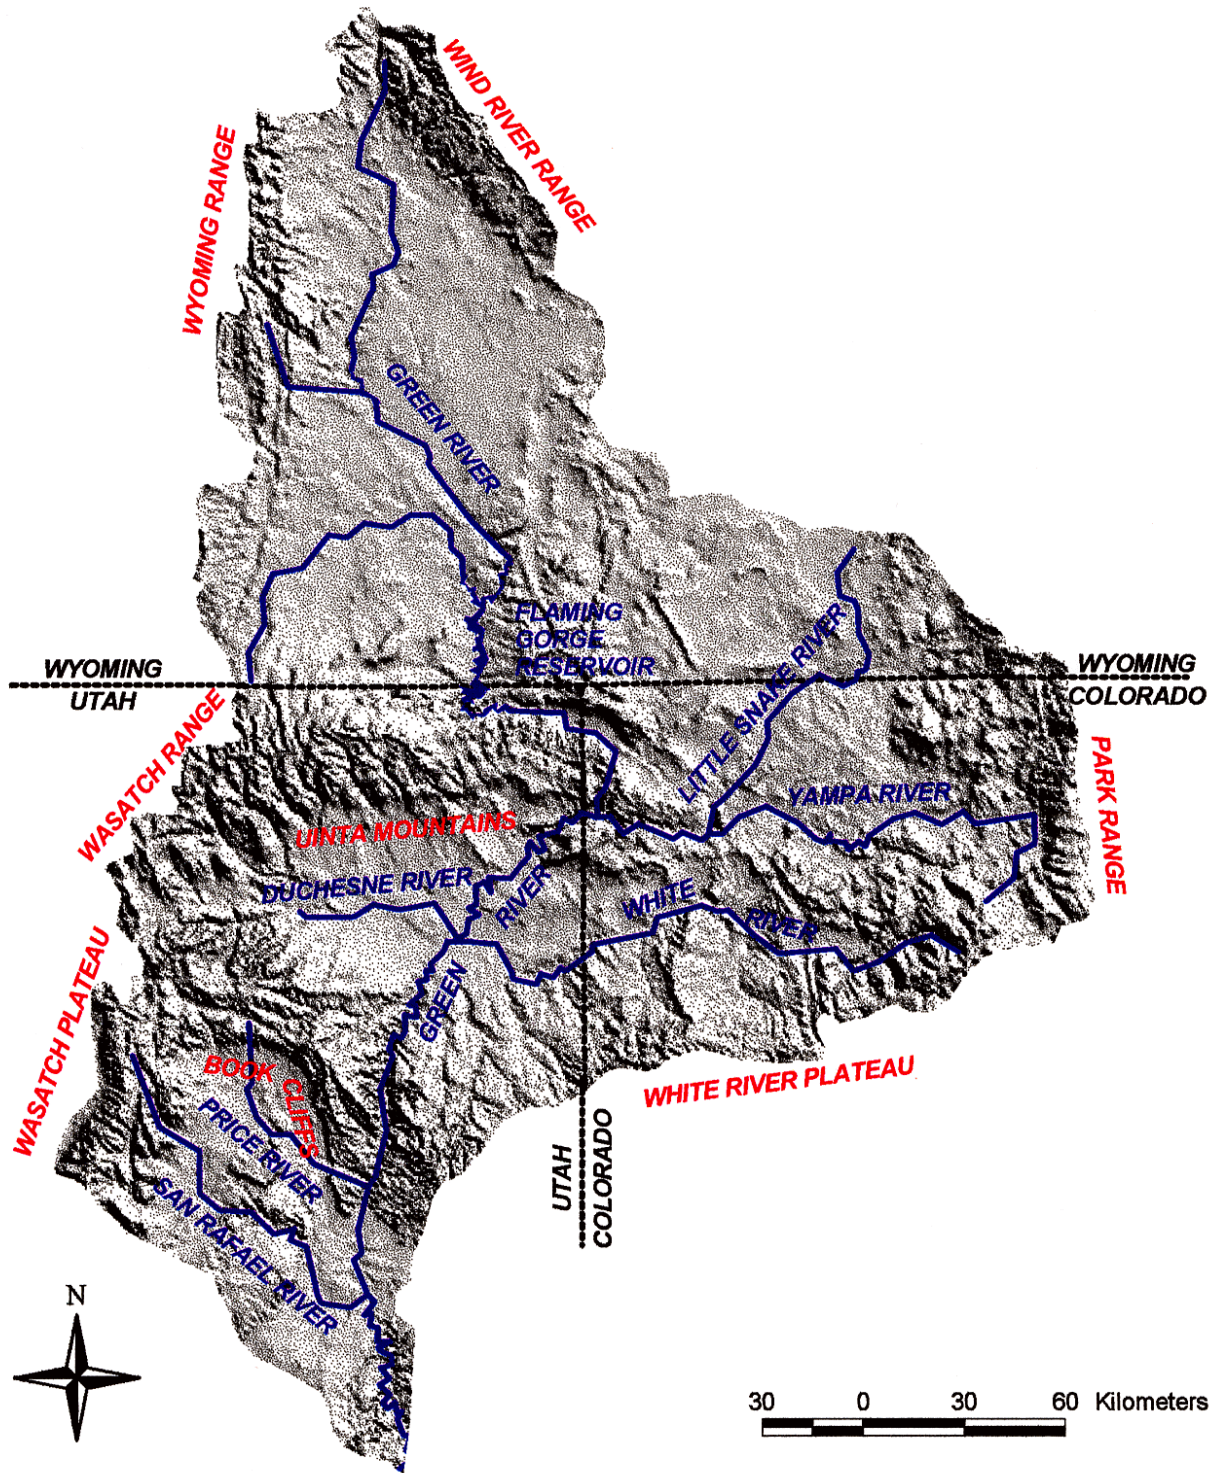 WIND RIVER RANGE
WYOMING RANGE
GREEN RIVER
FLAMING
GORGE
RESERVOIR
LITTLE SNAKE RIVER
WYOMING
UTAH
WYOMING
COLORADO
WASATCH RANGE
PARK RANGE
YAMPA RIVER
UINTA MOUNTAINS
DUCHESNE RIVER
RIVER
WHITE
RIVER
GREEN
WASATCH PLATEAU
BOOK CLIFFS
WHITE RIVER PLATEAU
PRICE RIVER
SAN RAFAEL RIVER
UTAH
COLORADO
N
30 0 30 60 Kilometers